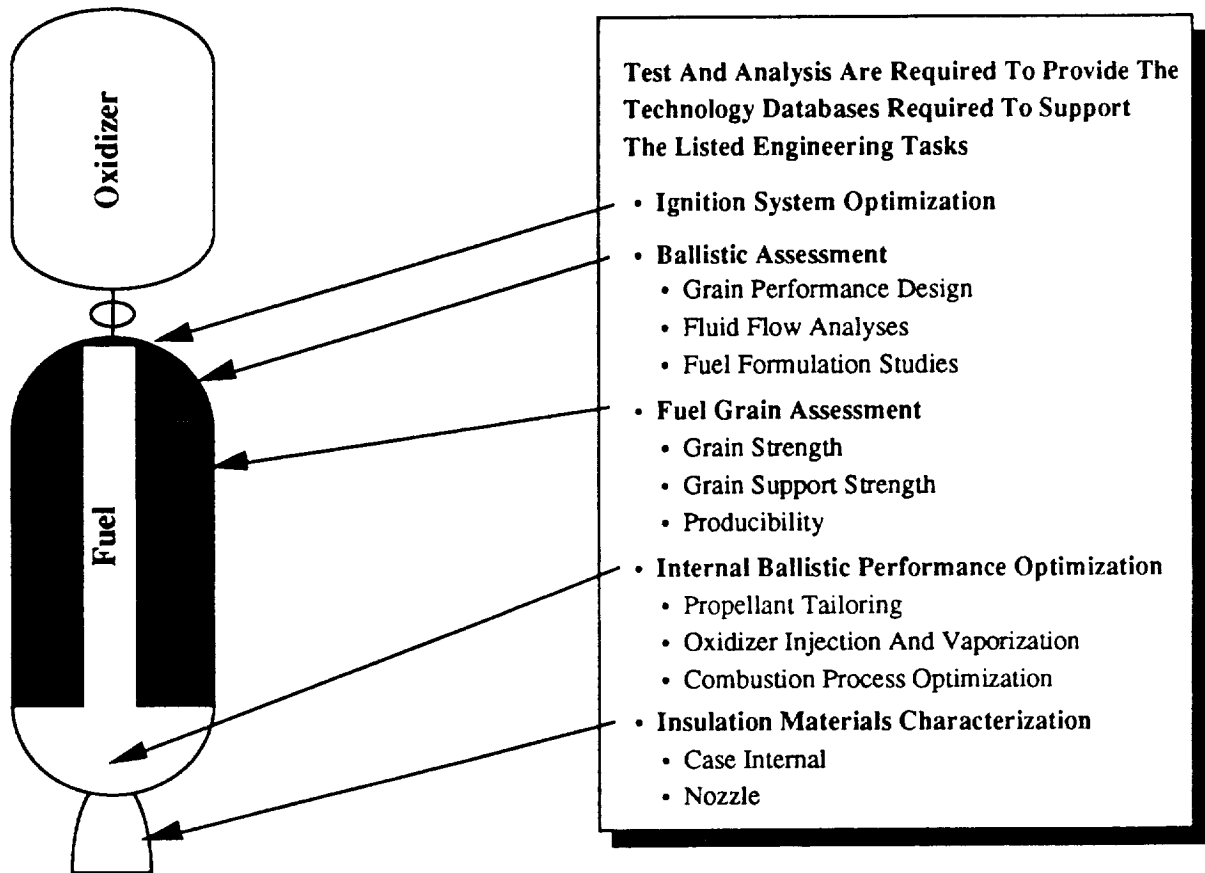 Oxidizer
Fuel
Test And Analysis Are Required To Provide The
Technology Databases Required To Support
The Listed Engineering Tasks
• Ignition System Optimization
• Ballistic Assessment
• Grain Performance Design
• Fluid Flow Analyses
• Fuel Formulation Studies
• Fuel Grain Assessment
• Grain Strength
• Grain Support Strength
• Producibility
• Internal Ballistic Performance Optimization
• Propellant Tailoring
• Oxidizer Injection And Vaporization
• Combustion Process Optimization
• Insulation Materials Characterization
• Case Internal
• Nozzle